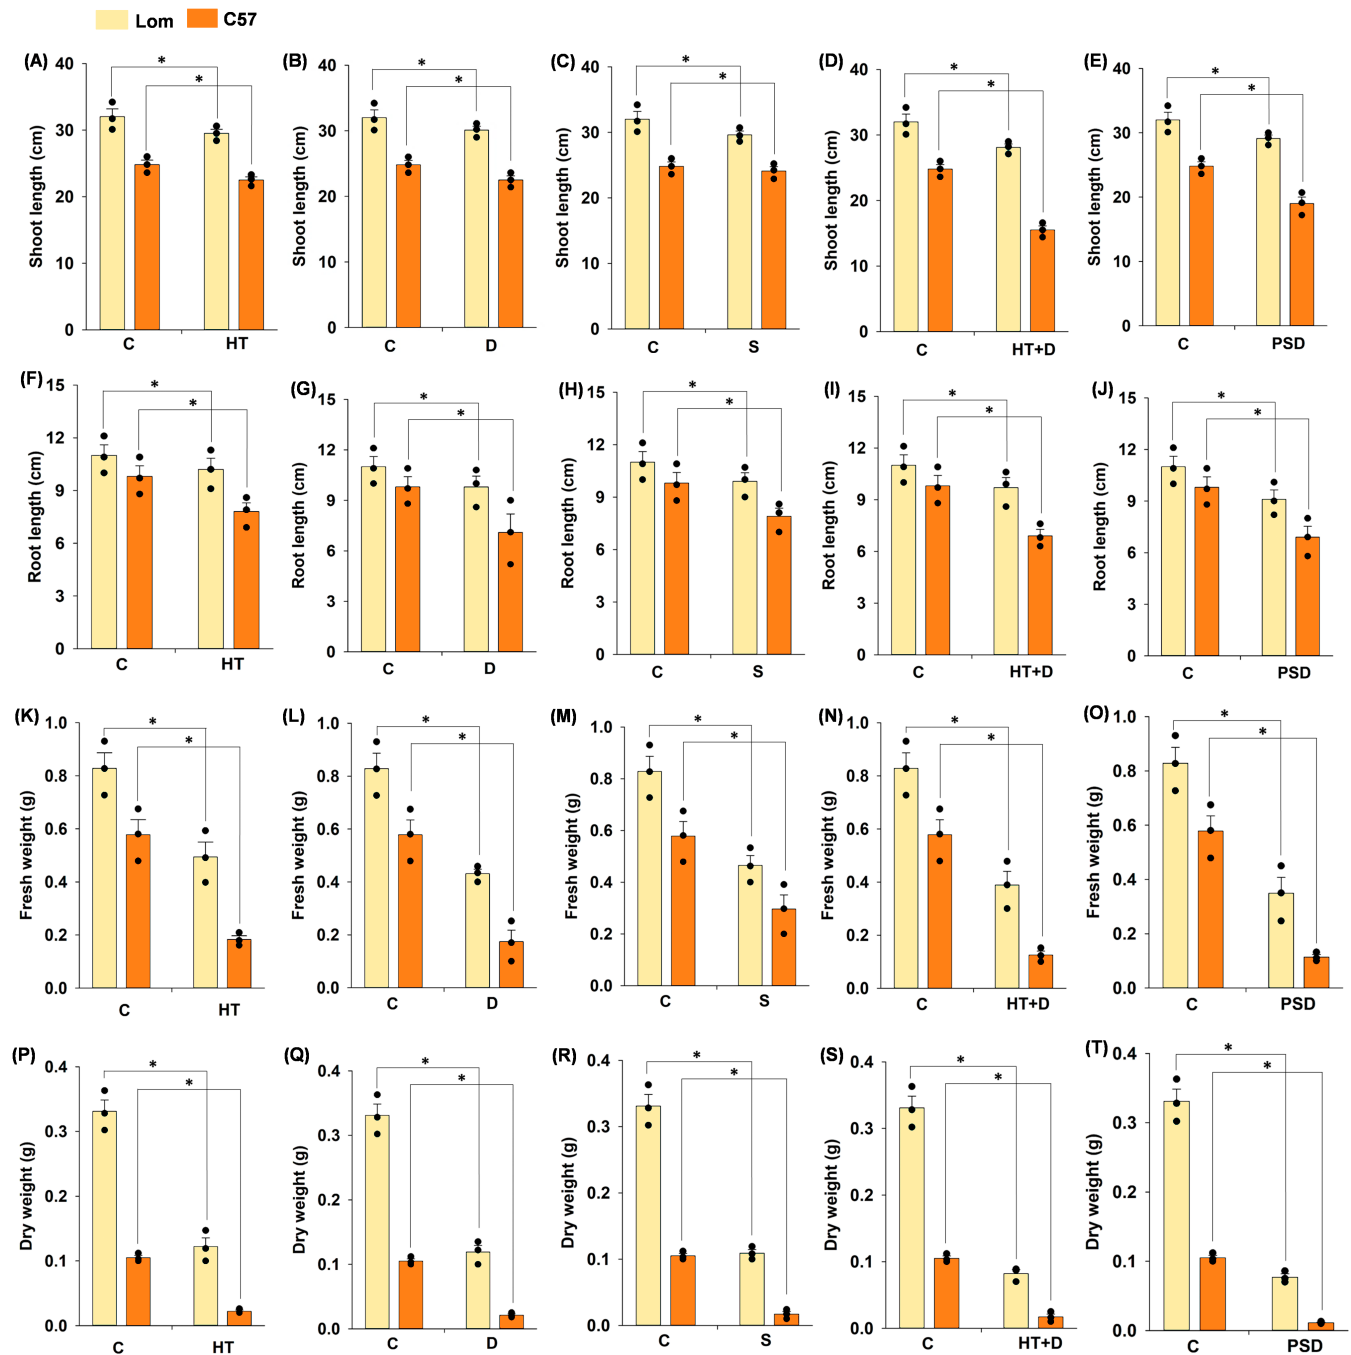 Lom C57
(A) (B) (C) (D) (E)
Shoot length (cm) 40 30 20 10 0 * * C HT
Shoot length (cm) 40 30 20 10 0 * * C D
Shoot length (cm) 40 30 20 10 0 * * C S
Shoot length (cm) 40 30 20 10 0 * * C HT+D
Shoot length (cm) 40 30 20 10 0 * * C PSD
(F) (G) (H) (I) (J)
Root length (cm) 15 12 9 6 3 0 * * C HT
Root length (cm) 15 12 9 6 3 0 * * C D
Root length (cm) 15 12 9 6 3 0 * * C S
Root length (cm) 15 12 9 6 3 0 * * C HT+D
Root length (cm) 15 12 9 6 3 0 * * C PSD
(K) (L) (M) (N) (O)
Fresh weight (g) 1.0 0.8 0.6 0.4 0.2 0.0 * * C HT
Fresh weight (g) 1.0 0.8 0.6 0.4 0.2 0.0 * * C D
Fresh weight (g) 1.0 0.8 0.6 0.4 0.2 0.0 * * C S
Fresh weight (g) 1.0 0.8 0.6 0.4 0.2 0.0 * * C HT+D
Fresh weight (g) 1.0 0.8 0.6 0.4 0.2 0.0 * * C PSD
(P) (Q) (R) (S) (T)
Dry weight (g) 0.4 0.3 0.2 0.1 0.0 * * C HT
Dry weight (g) 0.4 0.3 0.2 0.1 0.0 * * C D
Dry weight (g) 0.4 0.3 0.2 0.1 0.0 * * C S
Dry weight (g) 0.4 0.3 0.2 0.1 0.0 * * C HT+D
Dry weight (g) 0.4 0.3 0.2 0.1 0.0 * * C PSD